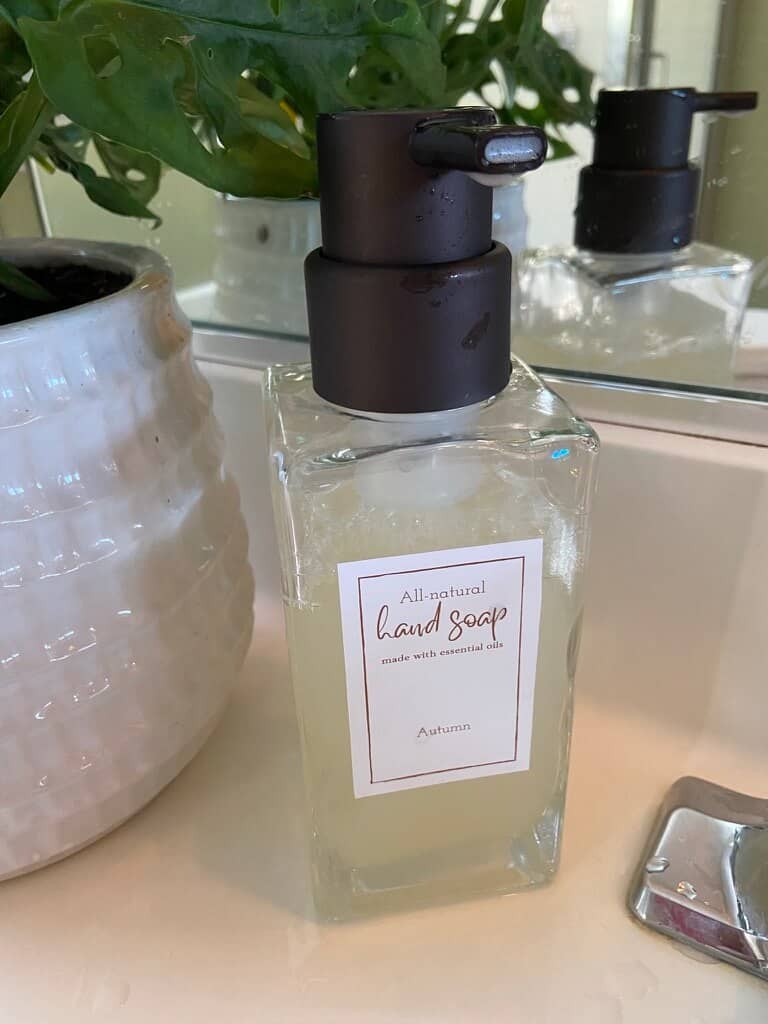 All-natural
hand soap
made with essential oils
Autumn